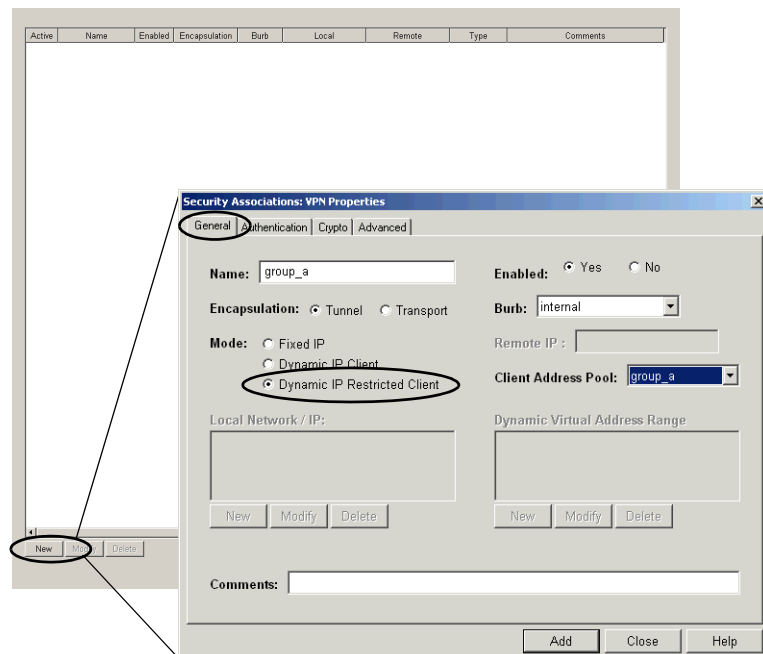 Active Name Enabled Encapsulation Burb Local Remote Type Comments
New Modify Delete
Security Associations: VPN Properties
General Authentication Crypto Advanced
Name: group_a
Enabled: Yes No
Encapsulation: Tunnel Transport
Burb: internal
Mode: Fixed IP
Remote IP :
Dynamic IP Client
Dynamic IP Restricted Client
Client Address Pool: group_a
Local Network / IP:
Dynamic Virtual Address Range
New Modify Delete
New Modify Delete
Comments:
Add Close Help